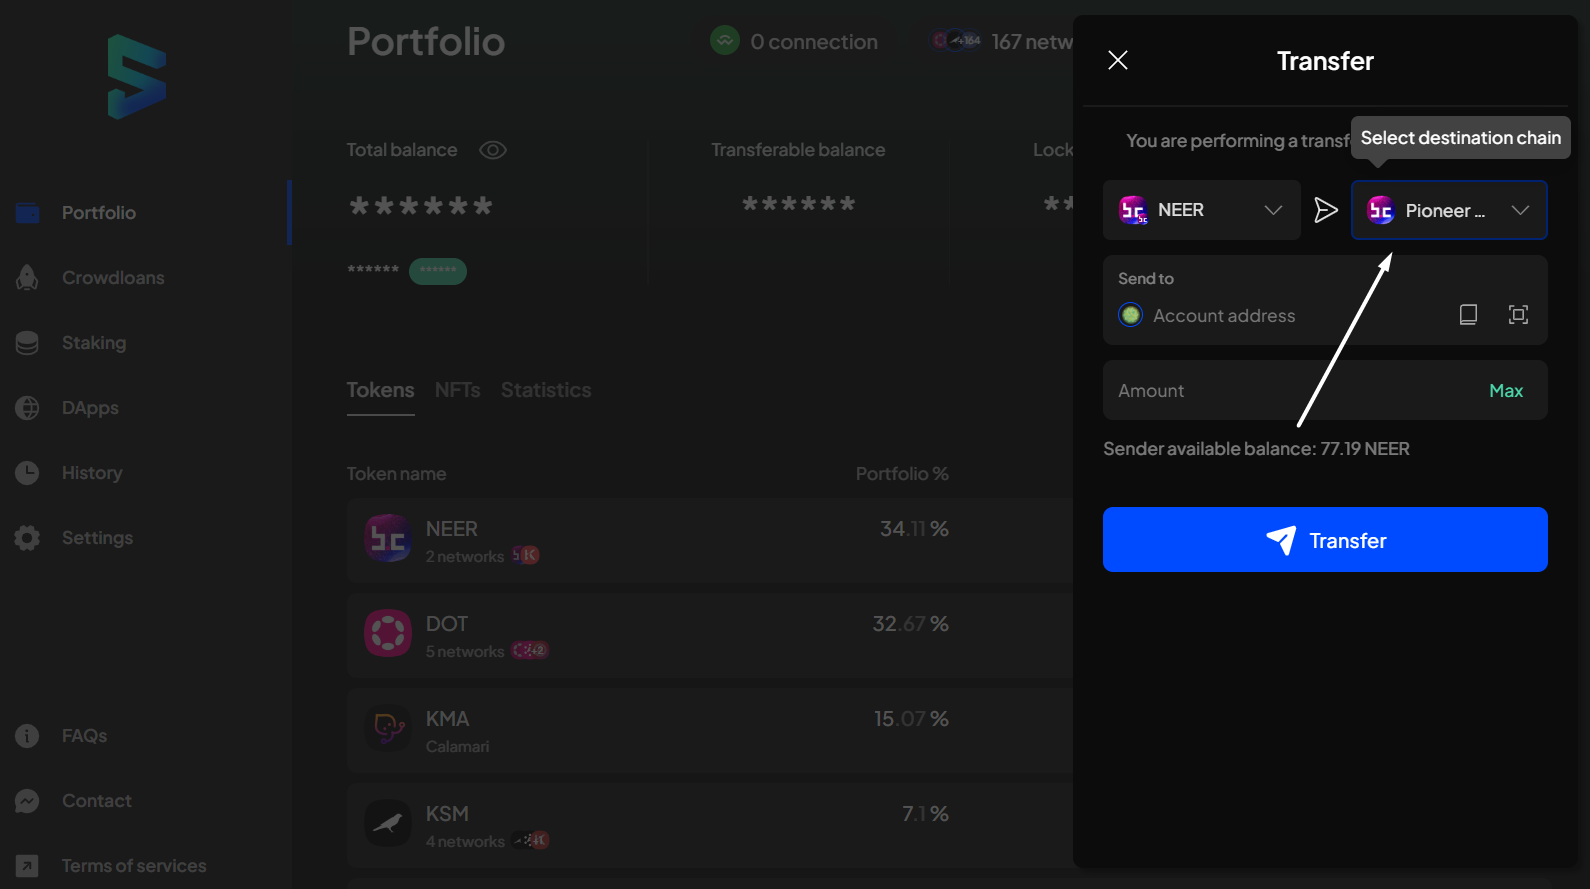 Portfolio
0 connection
+164
167 netw
Total balance
******
******
******
Transferable balance
******
Lock
**
Portfolio
Crowdloans
Staking
DApps
History
Settings
FAQs
Contact
Terms of services
Tokens
NFTs
Statistics
Token name
Portfolio %
NEER
2 networks
34.11 %
DOT
5 networks
+2
32.67 %
KMA
Calamari
15.07 %
KSM
4 networks
7.1 %
Transfer
You are performing a transf
Select destination chain
NEER
Pioneer ...
Send to
Account address
Amount
Max
Sender available balance: 77.19 NEER
Transfer